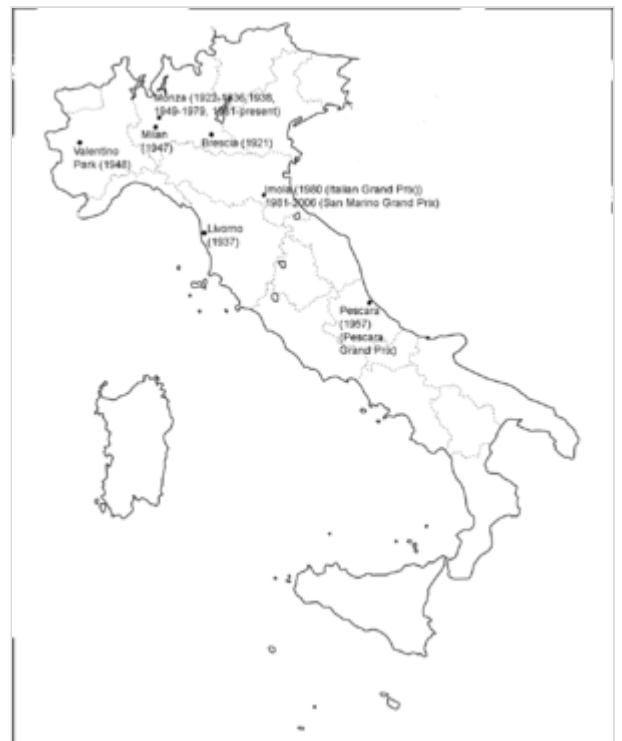 Monza (1922-1936,1938,
1949-1979, 1981-present)
Milan
(1947)
Brescia (1921)
Valentino
Park (1948)
Imola (1980 (Italian Grand Prix))
1981-2006 (San Marino Grand Prix)
Livorno
(1937)
Pescara
(1957)
(Pescara
Grand Prix)